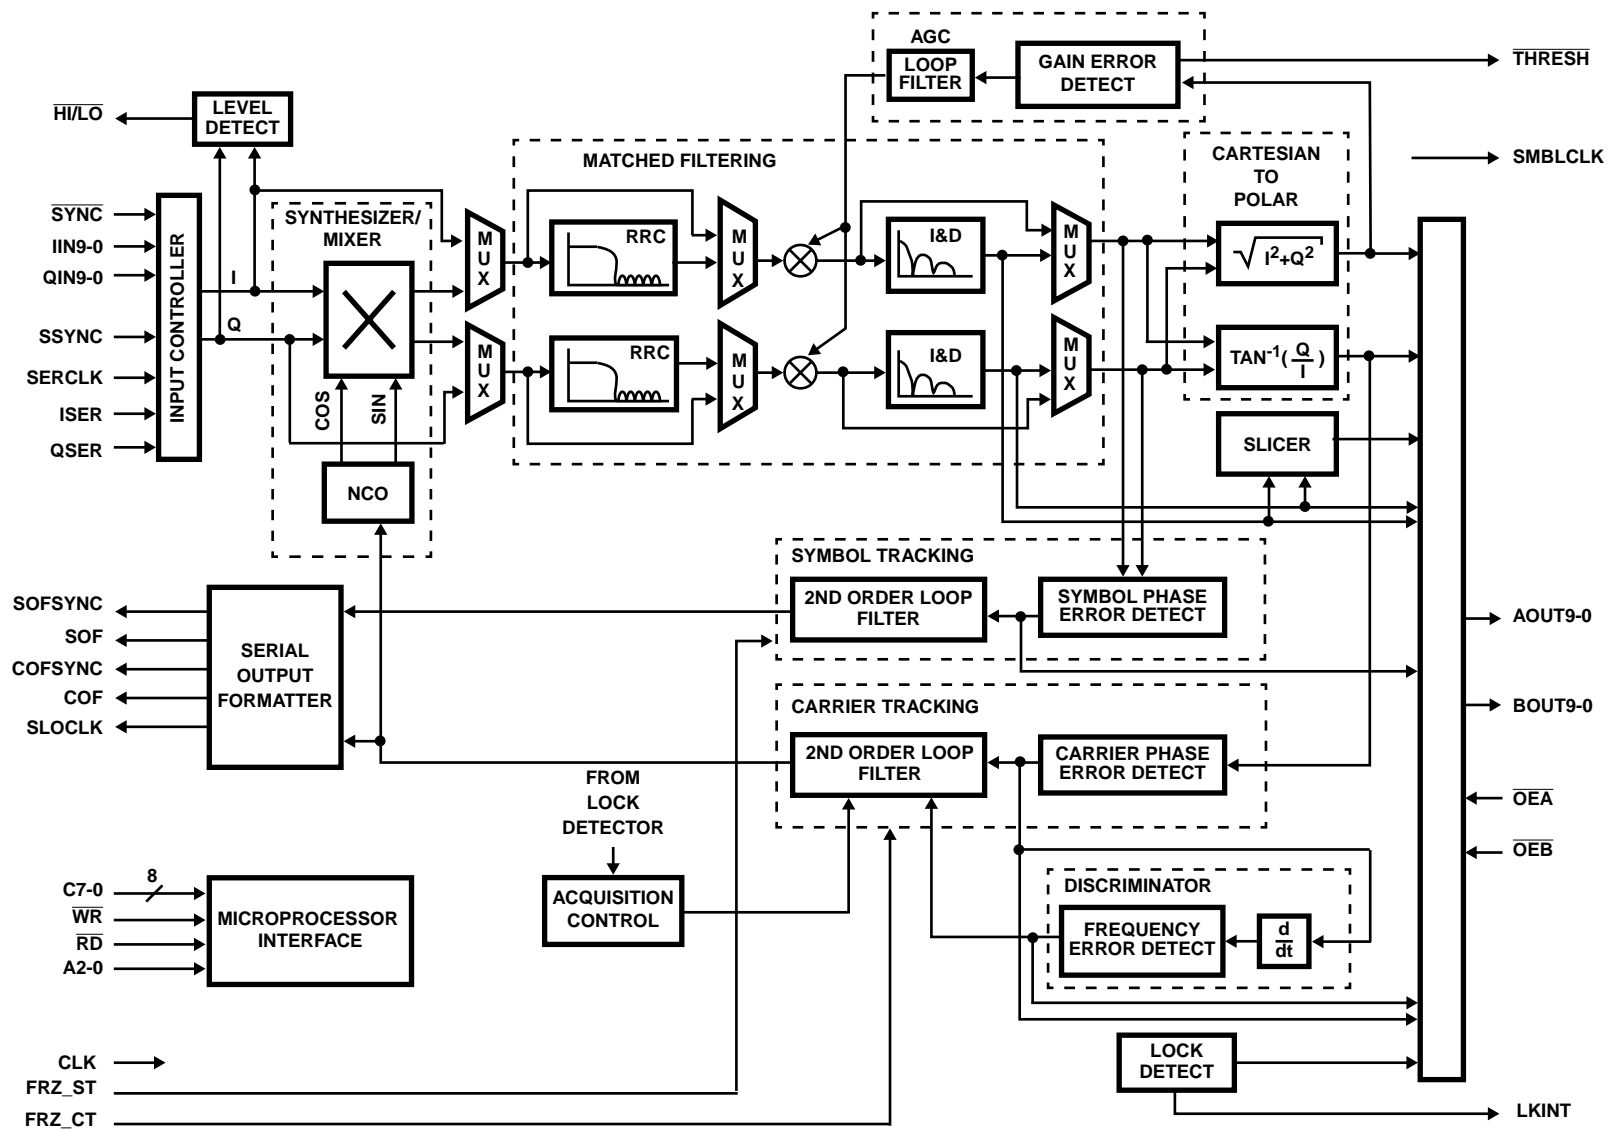 AGC
LOOP
FILTER
GAIN ERROR
DETECT
THRESH
HI/LO
LEVEL
DETECT
MATCHED FILTERING
CARTESIAN
TO
POLAR
SMBLCLK
SYNC
IIN9-0
QIN9-0
SSYNC
SERCLK
ISER
QSER
INPUT CONTROLLER
I
Q
SYNTHESIZER/
MIXER
COS
SIN
NCO
MUX
MUX
RRC
RRC
MUX
MUX
I&D
I&D
MUX
MUX
√I²+Q²
TAN⁻¹(Q/I)
SLICER
SYMBOL TRACKING
2ND ORDER LOOP
FILTER
SYMBOL PHASE
ERROR DETECT
SOFSYNC
SOF
COFSYNC
COF
SLOCLK
SERIAL
OUTPUT
FORMATTER
CARRIER TRACKING
2ND ORDER LOOP
FILTER
CARRIER PHASE
ERROR DETECT
AOUT9-0
BOUT9-0
OEA
OEB
FROM
LOCK
DETECTOR
ACQUISITION
CONTROL
DISCRIMINATOR
FREQUENCY
ERROR DETECT
d
dt
C7-0
8
WR
RD
A2-0
MICROPROCESSOR
INTERFACE
LOCK
DETECT
CLK
FRZ_ST
FRZ_CT
LKINT